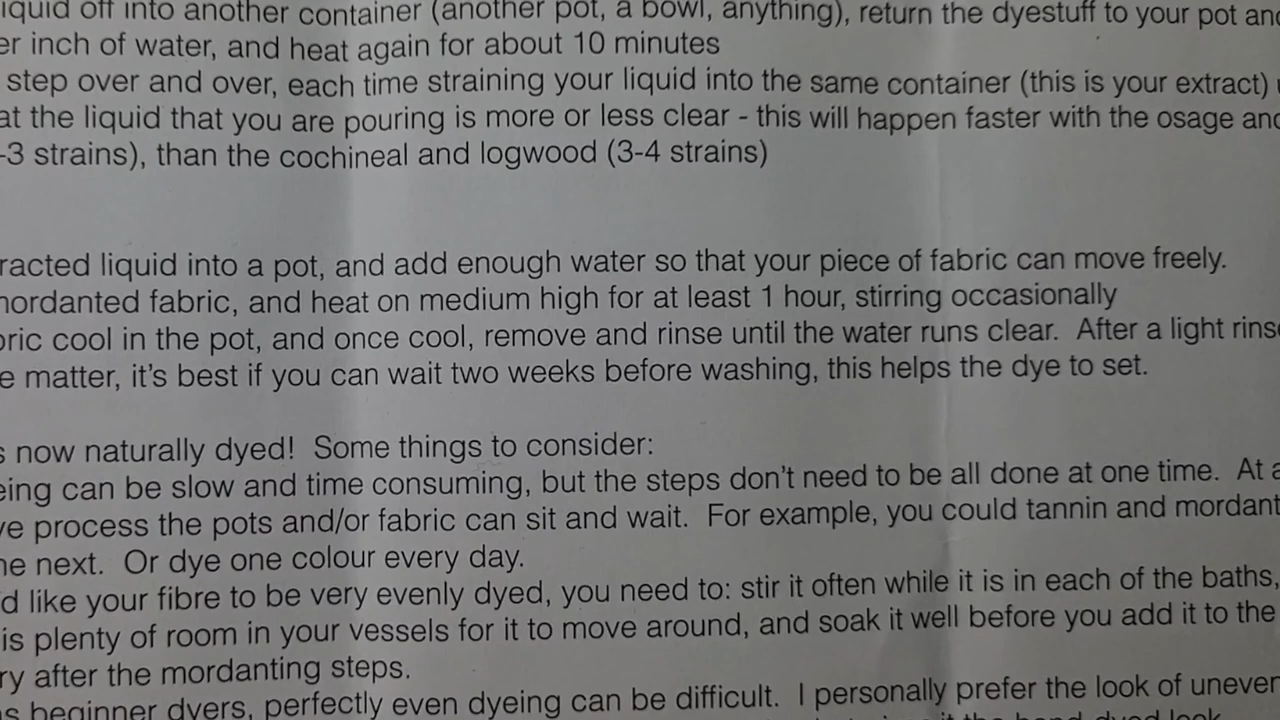 iquid off into another container (another pot, a bowl, anything), return the dyestuff to your pot and
er inch of water, and heat again for about 10 minutes
step over and over, each time straining your liquid into the same container (this is your extract)
at the liquid that you are pouring is more or less clear - this will happen faster with the osage and
-3 strains), than the cochineal and logwood (3-4 strains)
racted liquid into a pot, and add enough water so that your piece of fabric can move freely.
mordanted fabric, and heat on medium high for at least 1 hour, stirring occasionally
bric cool in the pot, and once cool, remove and rinse until the water runs clear. After a light rinse
e matter, it's best if you can wait two weeks before washing, this helps the dye to set.
s now naturally dyed! Some things to consider:
eing can be slow and time consuming, but the steps don't need to be all done at one time. At a
ve process the pots and/or fabric can sit and wait. For example, you could tannin and mordant
he next. Or dye one colour every day.
'd like your fibre to be very evenly dyed, you need to: stir it often while it is in each of the baths,
is plenty of room in your vessels for it to move around, and soak it well before you add it to the
ry after the mordanting steps.
s beginner dyers, perfectly even dyeing can be difficult. I personally prefer the look of uneven
it the hand-dyed look